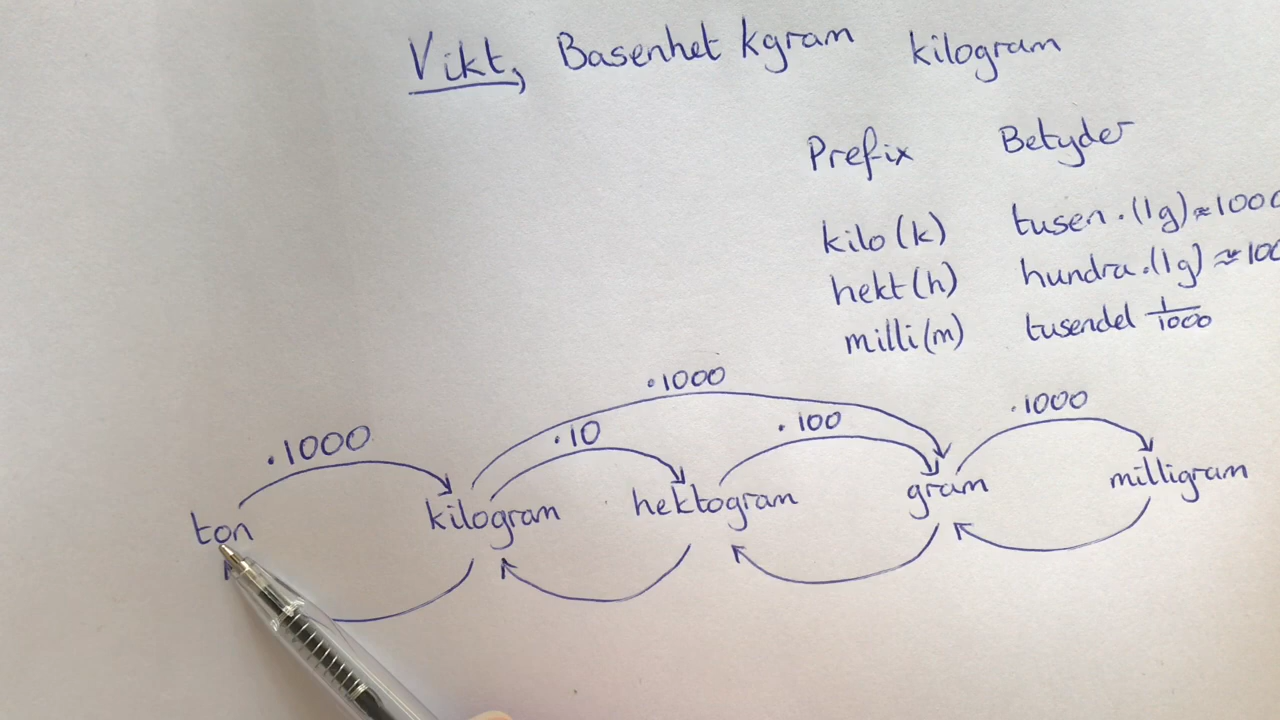 Vikt, Basenhet kgram kilogram
Prefix Betyder
kilo(k) tusen·(1g)≈1000
hekt(h) hundra·(1g)≈100
milli(m) tusendel 1/1000
·1000
·1000 ·10 ·100 ·1000
ton kilogram hektogram gram milligram